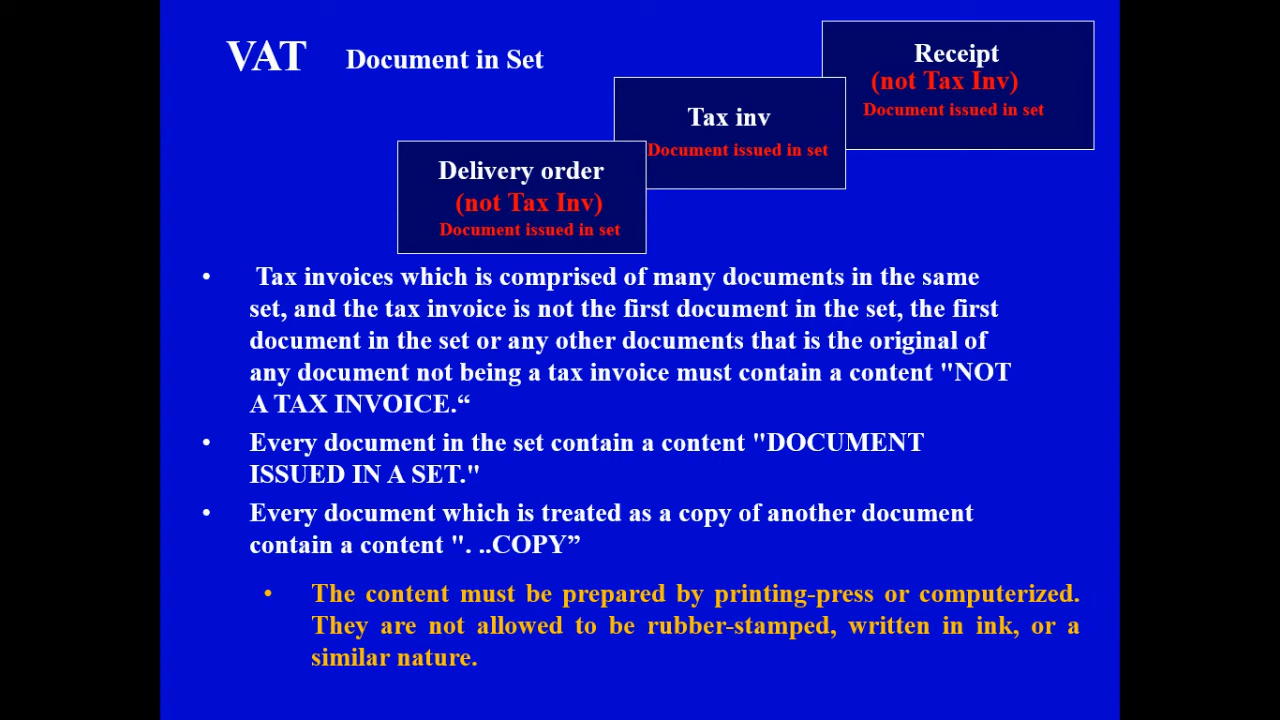 VAT Document in Set
Receipt
(not Tax Inv)
Document issued in set
Tax inv
Document issued in set
Delivery order
(not Tax Inv)
Document issued in set
• Tax invoices which is comprised of many documents in the same
set, and the tax invoice is not the first document in the set, the first
document in the set or any other documents that is the original of
any document not being a tax invoice must contain a content "NOT
A TAX INVOICE.“
• Every document in the set contain a content "DOCUMENT
ISSUED IN A SET."
• Every document which is treated as a copy of another document
contain a content ". ..COPY”
• The content must be prepared by printing-press or computerized.
They are not allowed to be rubber-stamped, written in ink, or a
similar nature.